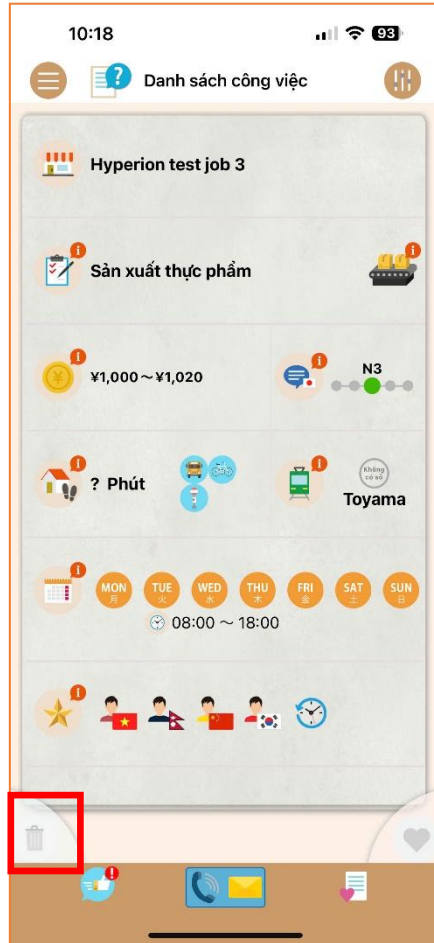 10:18
93
Danh sách công việc
Hyperion test job 3
Sản xuất thực phẩm
¥1,000～¥1,020
N3
? Phút
Không có số
Toyama
MON TUE WED THU FRI SAT SUN
月 火 水 木 金 土 日
08:00 ～ 18:00